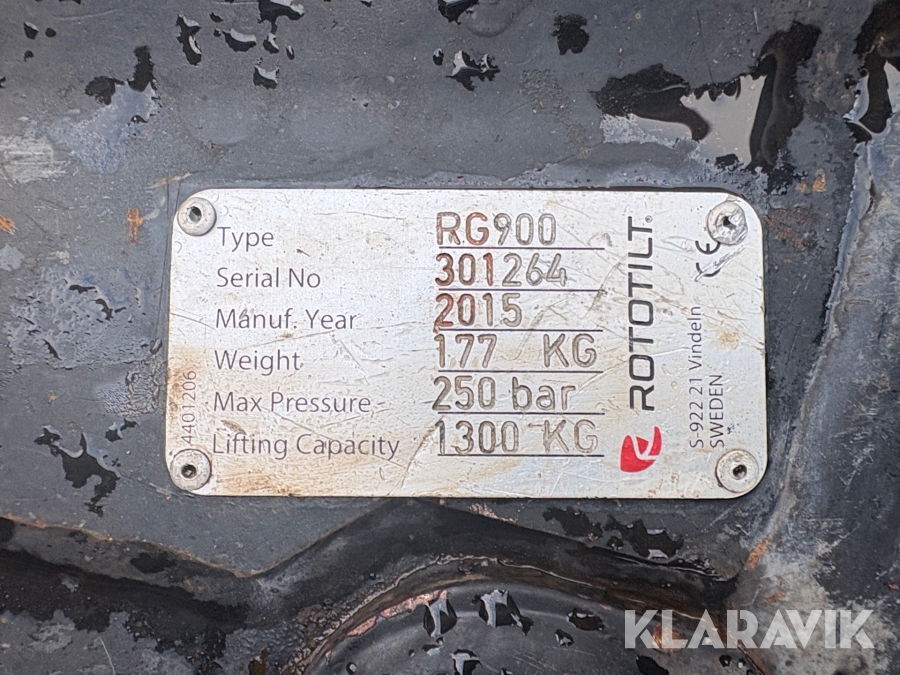 Type RG900
Serial No 301264
Manuf. Year 2015
Weight 177 KG
Max Pressure 250 bar
Lifting Capacity 1300 KG
4401206
ROTOTILT®
CE
S-922 21 Vindeln
SWEDEN
KLARAVIK